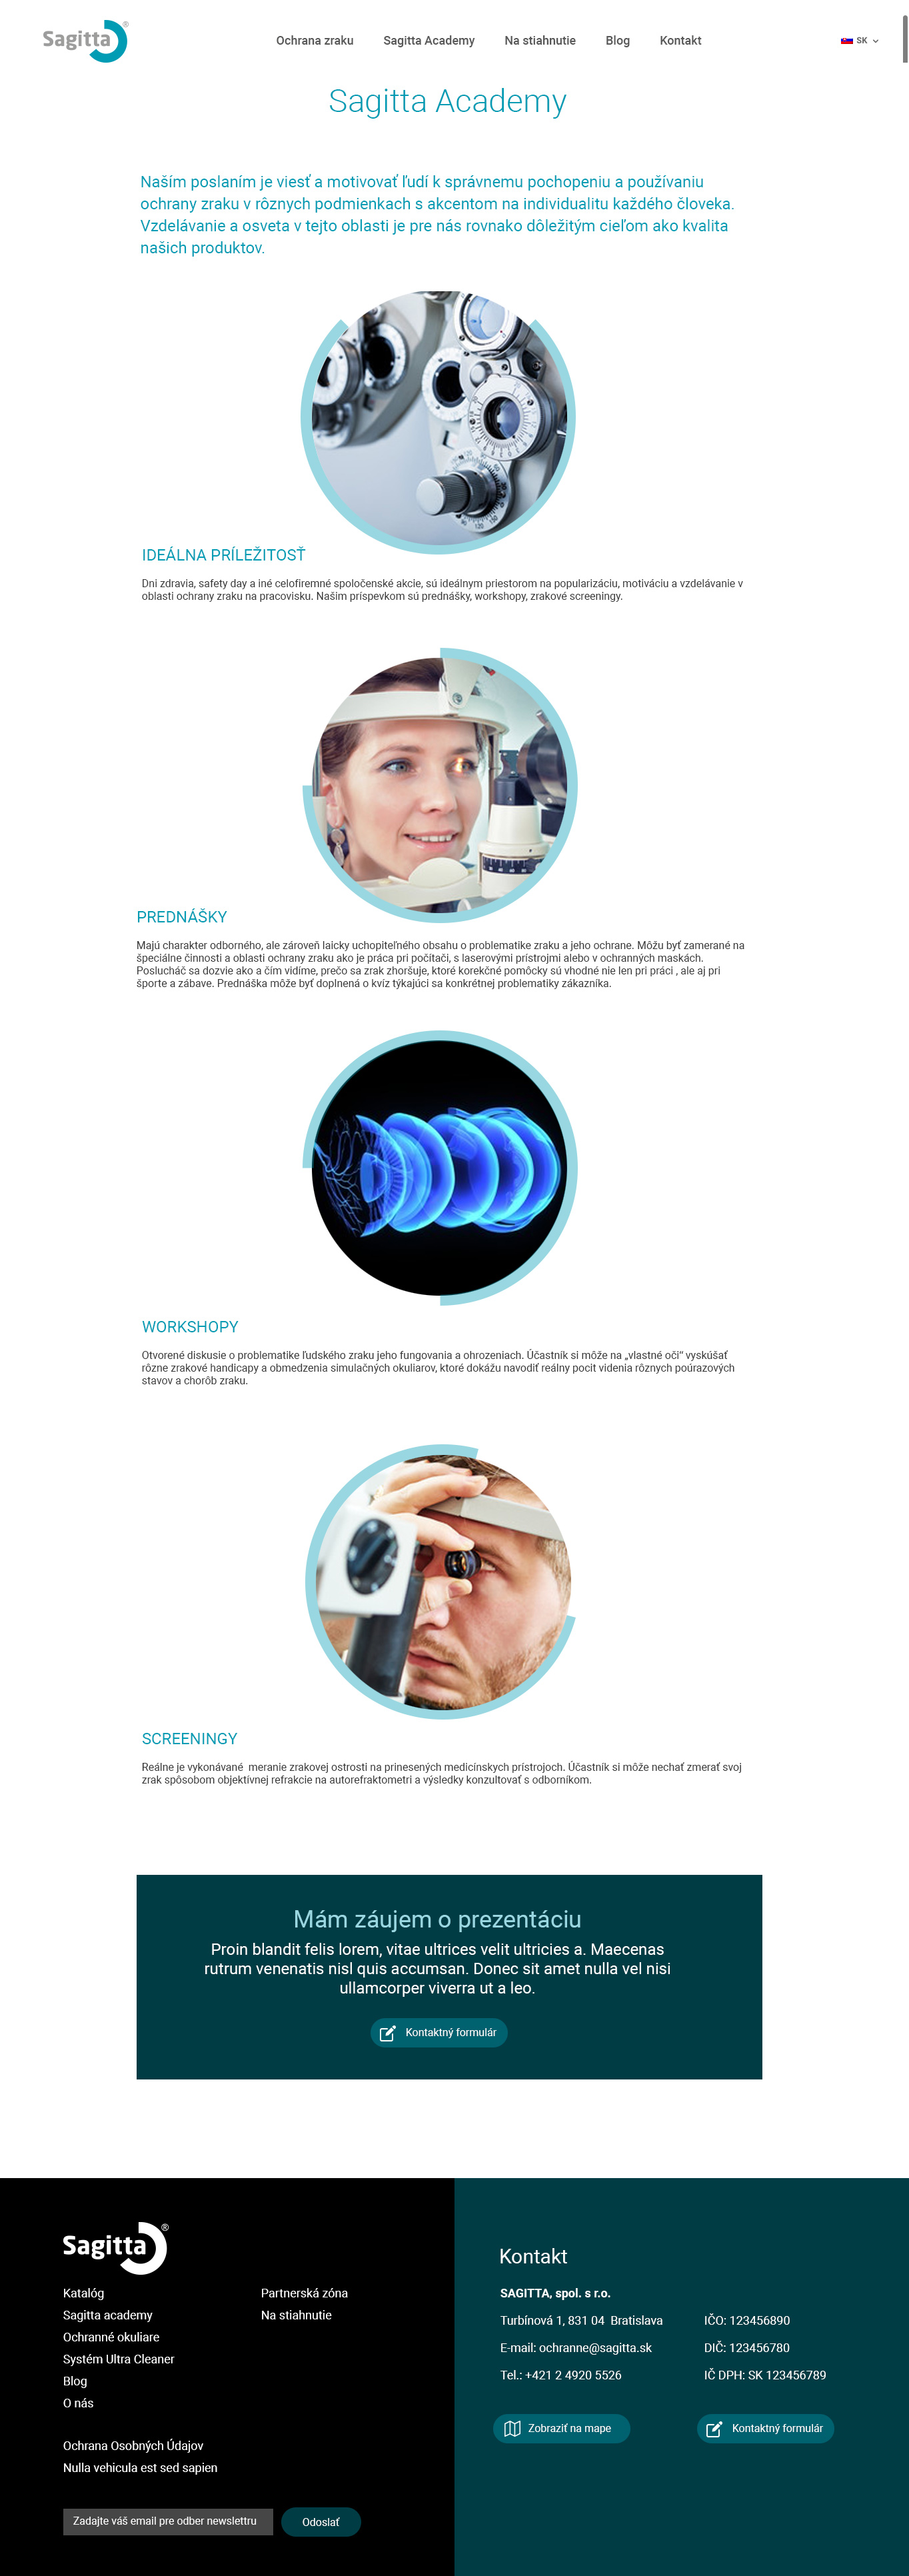 Sagitta®
Ochrana zraku
Sagitta Academy
Na stiahnutie
Blog
Kontakt
SK
Sagitta Academy
Naším poslaním je viesť a motivovať ľudí k správnemu pochopeniu a používaniu
ochrany zraku v rôznych podmienkach s akcentom na individualitu každého človeka.
Vzdelávanie a osveta v tejto oblasti je pre nás rovnako dôležitým cieľom ako kvalita
našich produktov.
IDEÁLNA PRÍLEŽITOSŤ
Dni zdravia, safety day a iné celofiremné spoločenské akcie, sú ideálnym priestorom na popularizáciu, motiváciu a vzdelávanie v
oblasti ochrany zraku na pracovisku. Našim príspevkom sú prednášky, workshopy, zrakové screeningy.
PREDNÁŠKY
Majú charakter odborného, ale zároveň laicky uchopiteľného obsahu o problematike zraku a jeho ochrane. Môžu byť zamerané na
špeciálne činnosti a oblasti ochrany zraku ako je práca pri počítači, s laserovými prístrojmi alebo v ochranných maskách.
Poslucháč sa dozvie ako a čím vidíme, prečo sa zrak zhoršuje, ktoré korekčné pomôcky sú vhodné nie len pri práci , ale aj pri
športe a zábave. Prednáška môže byť doplnená o kvíz týkajúci sa konkrétnej problematiky zákazníka.
WORKSHOPY
Otvorené diskusie o problematike ľudského zraku jeho fungovania a ohrozeniach. Účastník si môže na „vlastné oči“ vyskúšať
rôzne zrakové handicapy a obmedzenia simulačných okuliarov, ktoré dokážu navodiť reálny pocit videnia rôznych poúrazových
stavov a chorôb zraku.
SCREENINGY
Reálne je vykonávané  meranie zrakovej ostrosti na prinesených medicínskych prístrojoch. Účastník si môže nechať zmerať svoj
zrak spôsobom objektívnej refrakcie na autorefraktometri a výsledky konzultovať s odborníkom.
Mám záujem o prezentáciu
Proin blandit felis lorem, vitae ultrices velit ultricies a. Maecenas
rutrum venenatis nisl quis accumsan. Donec sit amet nulla vel nisi
ullamcorper viverra ut a leo.
Kontaktný formulár
Sagitta®
Katalóg
Sagitta academy
Ochranné okuliare
Systém Ultra Cleaner
Blog
O nás
Partnerská zóna
Na stiahnutie
Ochrana Osobných Údajov
Nulla vehicula est sed sapien
Zadajte váš email pre odber newslettru
Odoslať
Kontakt
SAGITTA, spol. s r.o.
Turbínová 1, 831 04  Bratislava
E-mail: ochranne@sagitta.sk
Tel.: +421 2 4920 5526
IČO: 123456890
DIČ: 123456780
IČ DPH: SK 123456789
Zobraziť na mape
Kontaktný formulár